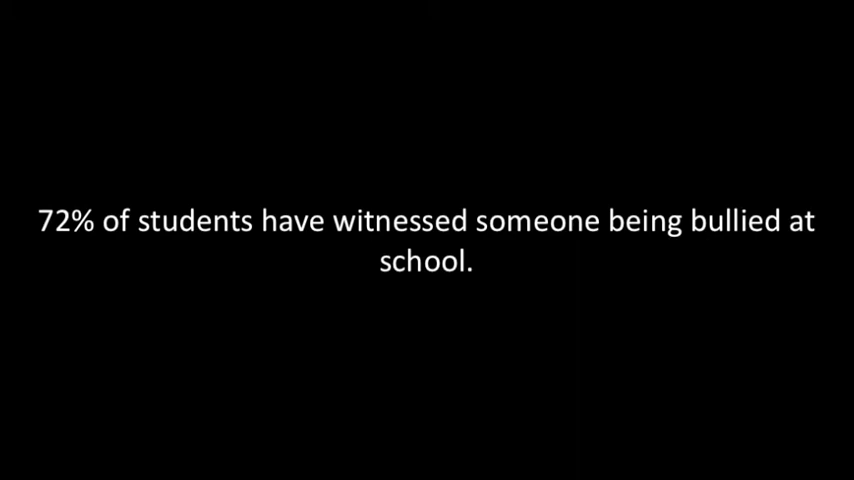 72% of students have witnessed someone being bullied at
school.